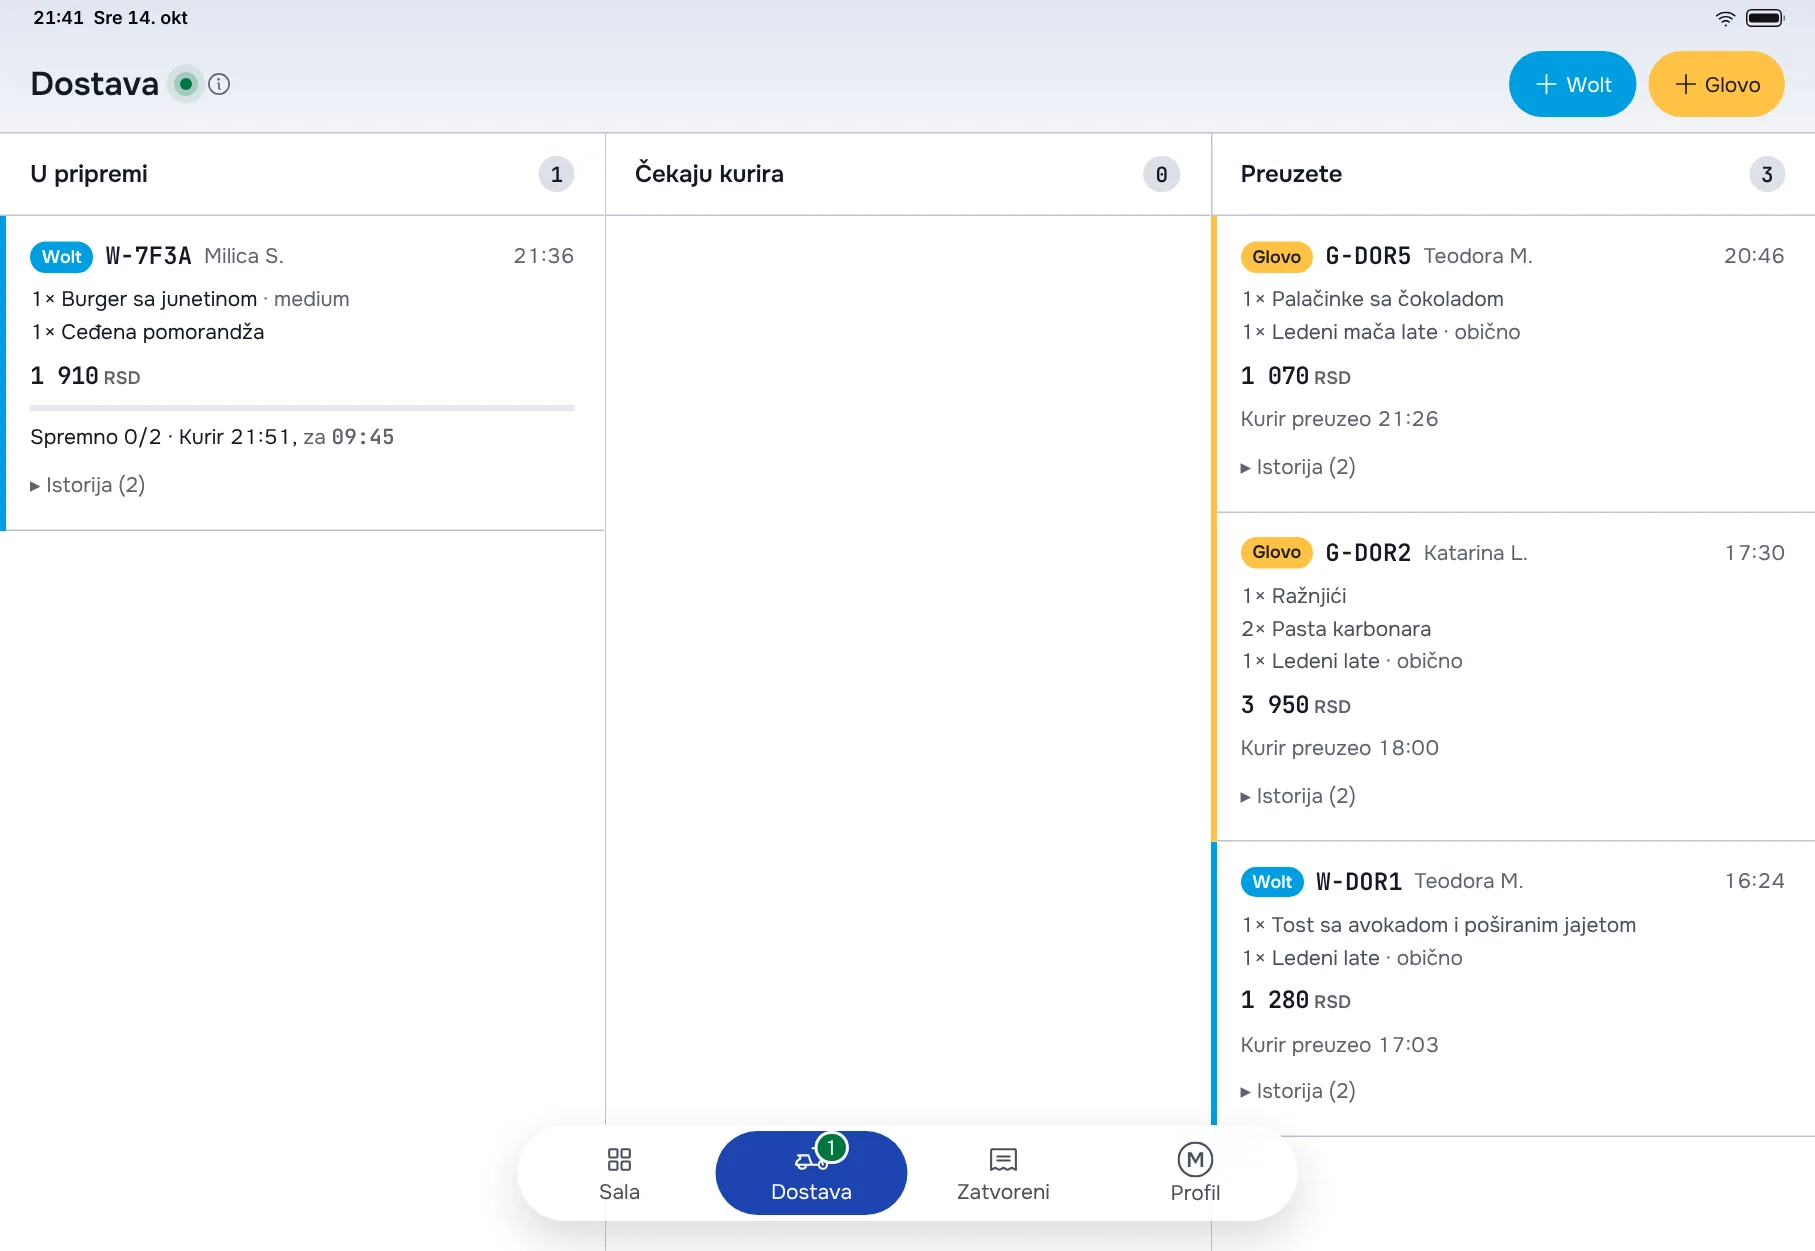 21:41 Sre 14. okt
Dostava
+ Wolt
+ Glovo
U pripremi 1
Wolt W-7F3A Milica S. 21:36
1× Burger sa junetinom · medium
1× Ceđena pomorandža
1 910 RSD
Spremno 0/2 · Kurir 21:51, za 09:45
▸ Istorija (2)
Čekaju kurira 0
Preuzete 3
Glovo G-DOR5 Teodora M. 20:46
1× Palačinke sa čokoladom
1× Ledeni mača late · obično
1 070 RSD
Kurir preuzeo 21:26
▸ Istorija (2)
Glovo G-DOR2 Katarina L. 17:30
1× Ražnjići
2× Pasta karbonara
1× Ledeni late · obično
3 950 RSD
Kurir preuzeo 18:00
▸ Istorija (2)
Wolt W-DOR1 Teodora M. 16:24
1× Tost sa avokadom i poširanim jajetom
1× Ledeni late · obično
1 280 RSD
Kurir preuzeo 17:03
▸ Istorija (2)
Sala
1
Dostava
Zatvoreni
M
Profil